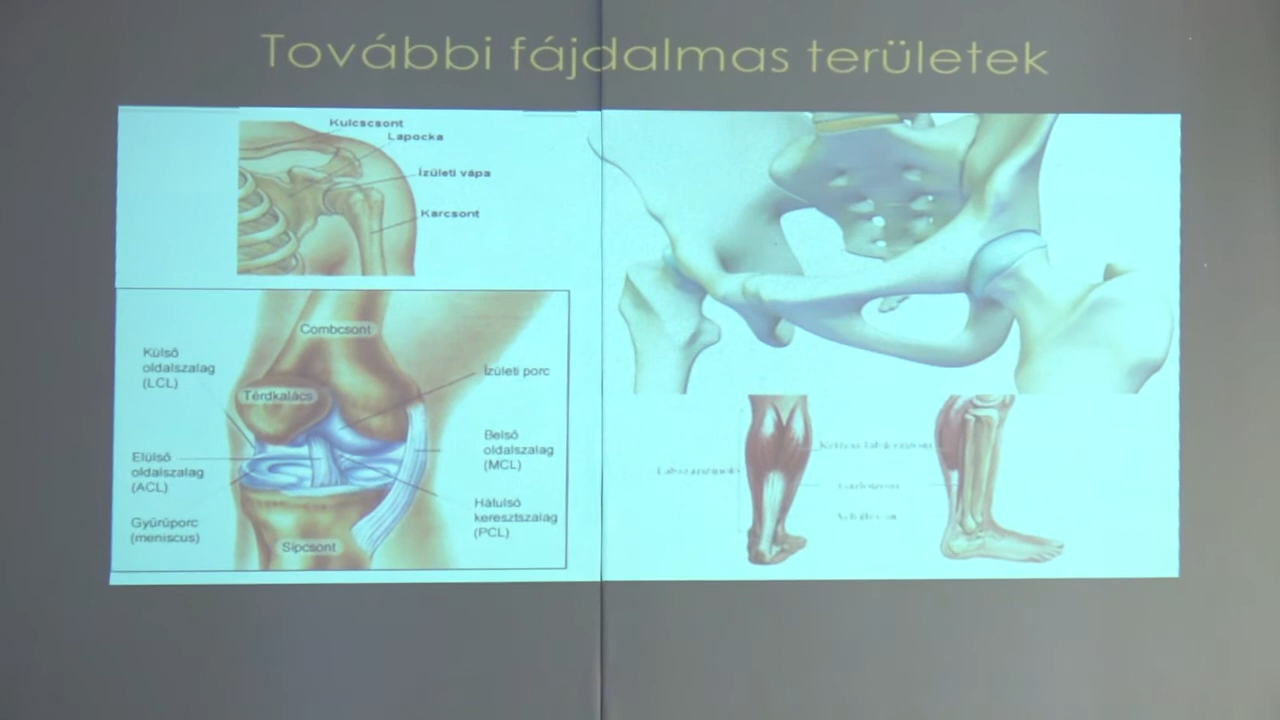 További fájdalmas területek
Kulcscsont
Lapocka
Ízületi vápa
Karcsont
Combcsont
Külső
oldalszalag
(LCL)
Térdkalács
Ízületi porc
Elülső
oldalszalag
(ACL)
Belső
oldalszalag
(MCL)
Gyűrűporc
(meniscus)
Hátulsó
keresztszalag
(PCL)
Sípcsont